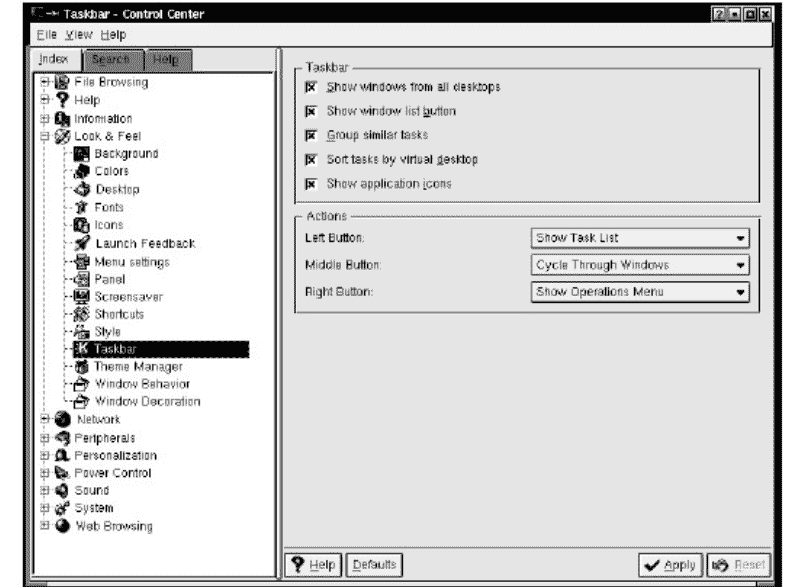 Taskbar - Control Center
File View Help
Index Search Help
File Browsing
Help
Information
Look & Feel
Background
Colors
Desktop
Fonts
Icons
Launch Feedback
Menu settings
Panel
Screensaver
Shortcuts
Style
Taskbar
Theme Manager
Window Behavior
Window Decoration
Network
Peripherals
Personalization
Power Control
Sound
System
Web Browsing
Taskbar
Show windows from all desktops
Show window list button
Group similar tasks
Sort tasks by virtual desktop
Show application icons
Actions
Left Button: Show Task List
Middle Button: Cycle Through Windows
Right Button: Show Operations Menu
Help Defaults Apply Reset